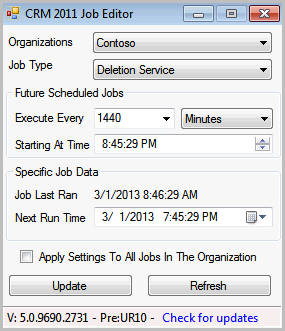 CRM 2011 Job Editor
Organizations Contoso
Job Type Deletion Service
Future Scheduled Jobs
Execute Every 1440 Minutes
Starting At Time 8:45:29 PM
Specific Job Data
Job Last Ran 3/1/2013 8:46:29 AM
Next Run Time 3/ 1/2013 7:45:29 PM
Apply Settings To All Jobs In The Organization
Update Refresh
V: 5.0.9690.2731 - Pre:UR10 - Check for updates